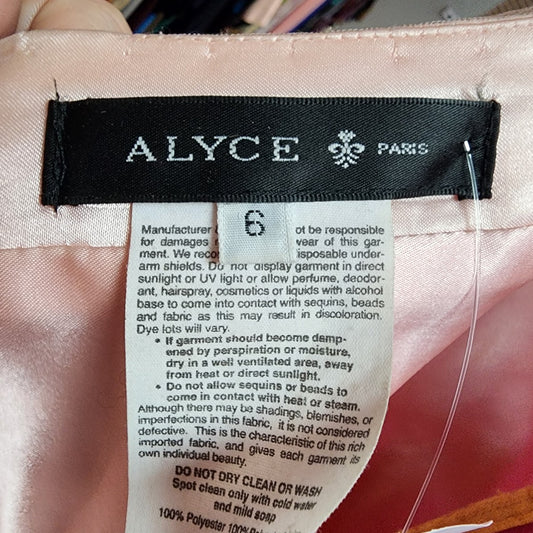 ALYCE PARIS
6
Manufacturer ot be responsible
for damages wear of this gar-
ment. We reco isposable under-
arm shields. Do not display garment in direct
sunlight or UV light or allow perfume, deodor-
ant, hairspray, cosmetics or liquids with alcohol
base to come into contact with sequins, beads
and fabric as this may result in discoloration.
Dye lots will vary.
• If garment should become damp-
ened by perspiration or moisture,
dry in a well ventilated area, away
from heat or direct sunlight.
• Do not allow sequins or beads to
come in contact with heat or steam.
Although there may be shadings, blemishes, or
imperfections in this fabric, it is not considered
defective. This is the characteristic of this rich
imported fabric, and gives each garment its
own individual beauty.
DO NOT DRY CLEAN OR WASH
Spot clean only with cold water
and mild soap
100% Polyester 100%